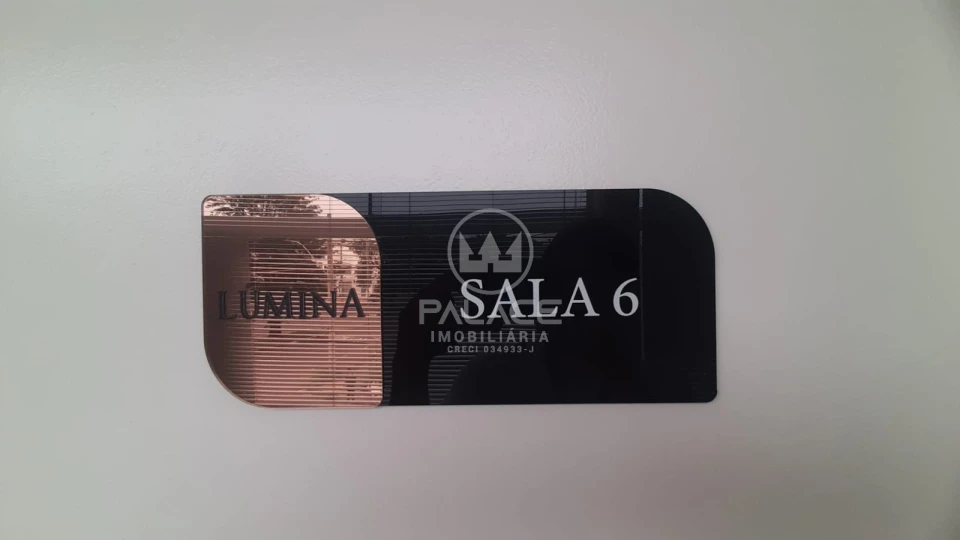 LUMINA
SALA 6
PALACE
IMOBILIÁRIA
CRECI 034933-J